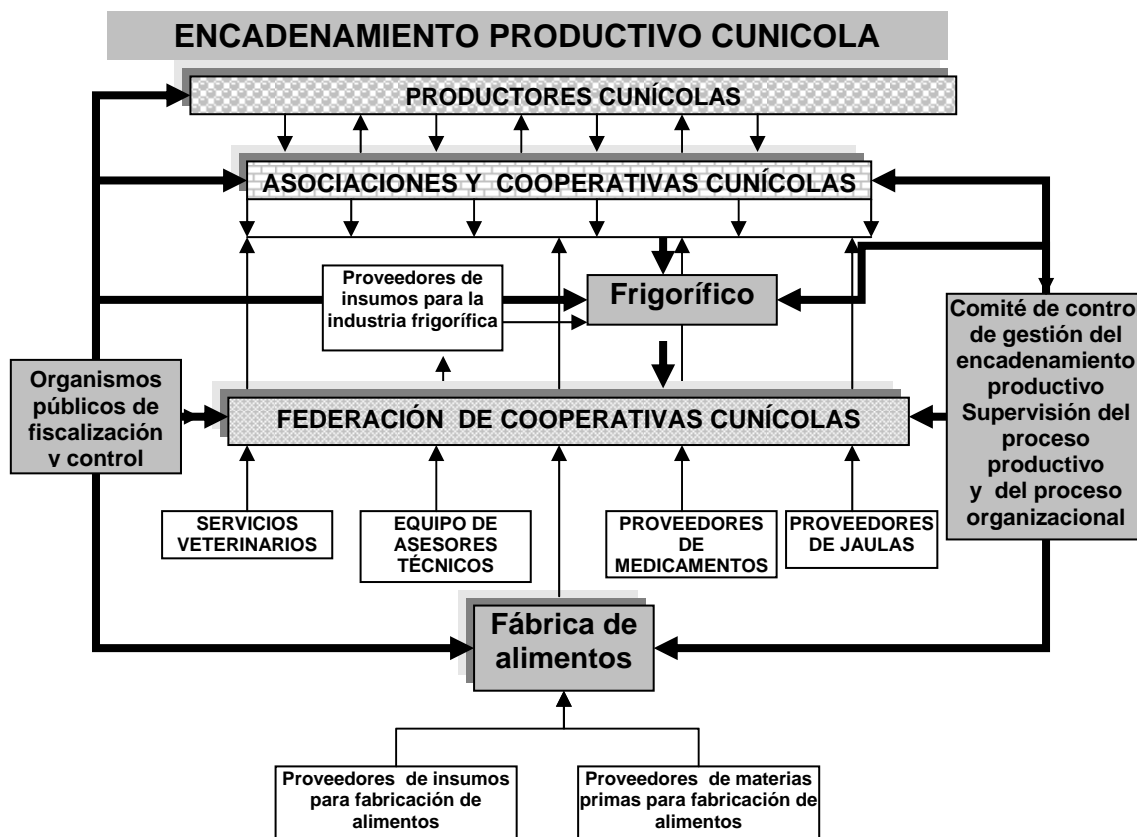 ENCADENAMIENTO PRODUCTIVO CUNICOLA
PRODUCTORES CUNÍCOLAS
ASOCIACIONES Y COOPERATIVAS CUNÍCOLAS
Proveedores de
insumos para la
industria frigorífica
Frigorífico
Comité de contro
de gestión del
encadenamiento
productivo
Supervisión del
proceso
productivo
y del proceso
organizacional
Organismos
públicos de
fiscalización
y control
FEDERACIÓN DE COOPERATIVAS CUNÍCOLAS
SERVICIOS
VETERINARIOS
EQUIPO DE
ASESORES
TÉCNICOS
PROVEEDORES
DE
MEDICAMENTOS
PROVEEDORES
DE JAULAS
Fábrica de
alimentos
Proveedores de insumos
para fabricación de
alimentos
Proveedores de materias
primas para fabricación de
alimentos